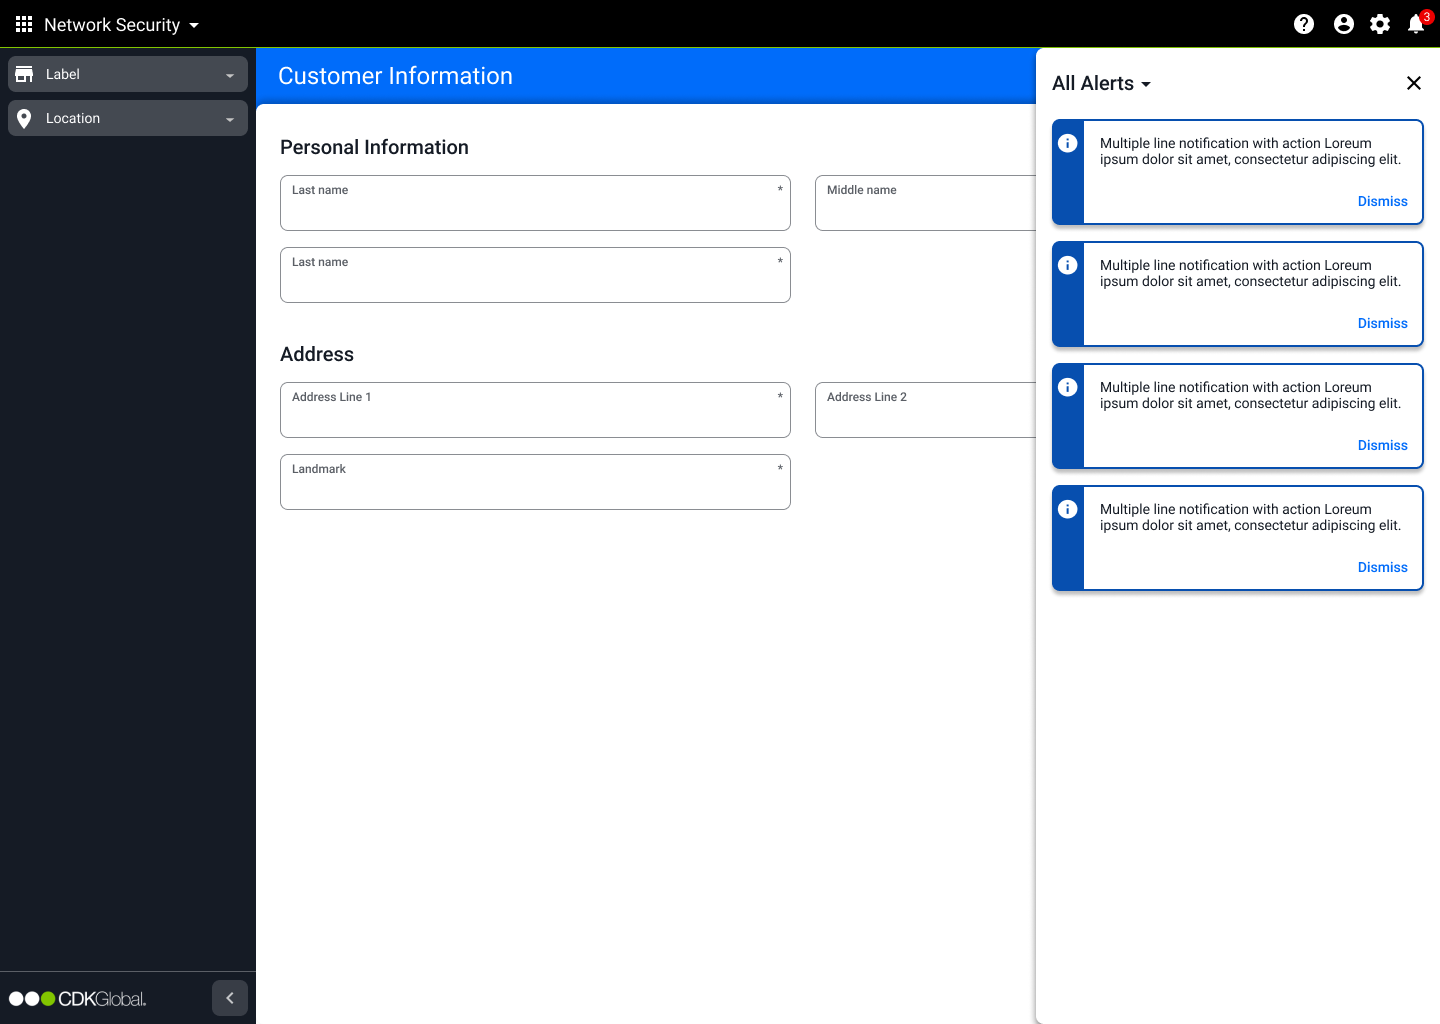 Network Security
3
Label
Location
Customer Information
Personal Information
Last name *
Middle name
Last name *
Address
Address Line 1 *
Address Line 2
Landmark *
All Alerts
Multiple line notification with action Loreum
ipsum dolor sit amet, consectetur adipiscing elit.
Dismiss
Multiple line notification with action Loreum
ipsum dolor sit amet, consectetur adipiscing elit.
Dismiss
Multiple line notification with action Loreum
ipsum dolor sit amet, consectetur adipiscing elit.
Dismiss
Multiple line notification with action Loreum
ipsum dolor sit amet, consectetur adipiscing elit.
Dismiss
CDKGlobal.